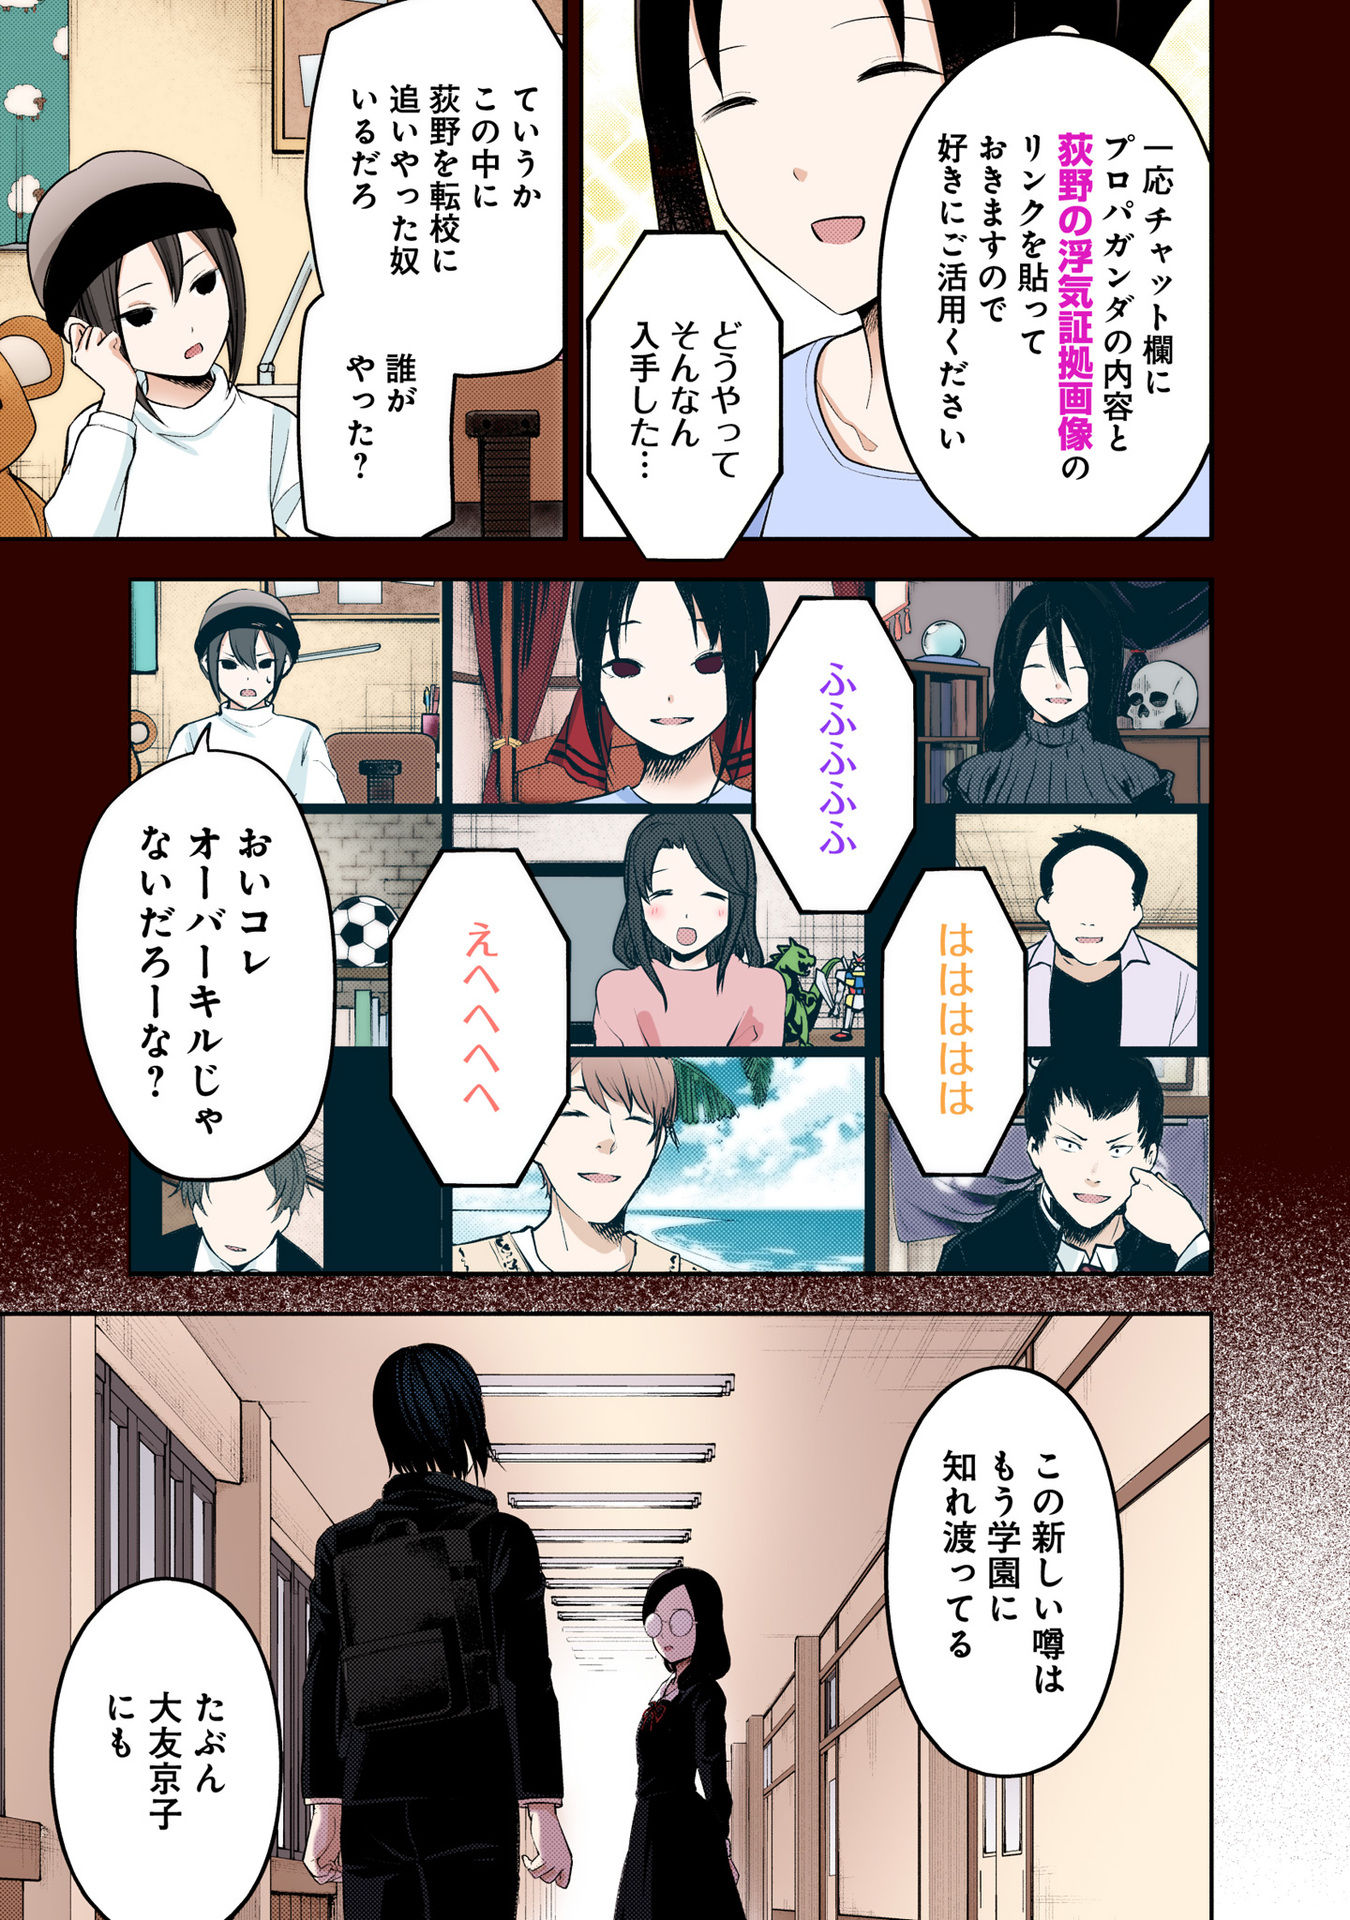 一応チャット欄に
プロパガンダの内容と
荻野の浮気証拠画像の
リンクを貼って
おきますので
好きにご活用ください
どうやって
そんなん
入手した…
ていうか
この中に
荻野を転校に
追いやった奴
いるだろ
誰が
やった?
ふふふふふ
はははははは
えへへへへ
おいコレ
オーバーキルじゃ
ないだろーな?
この新しい噂は
もう学園に
知れ渡ってる
たぶん
大友京子
にも